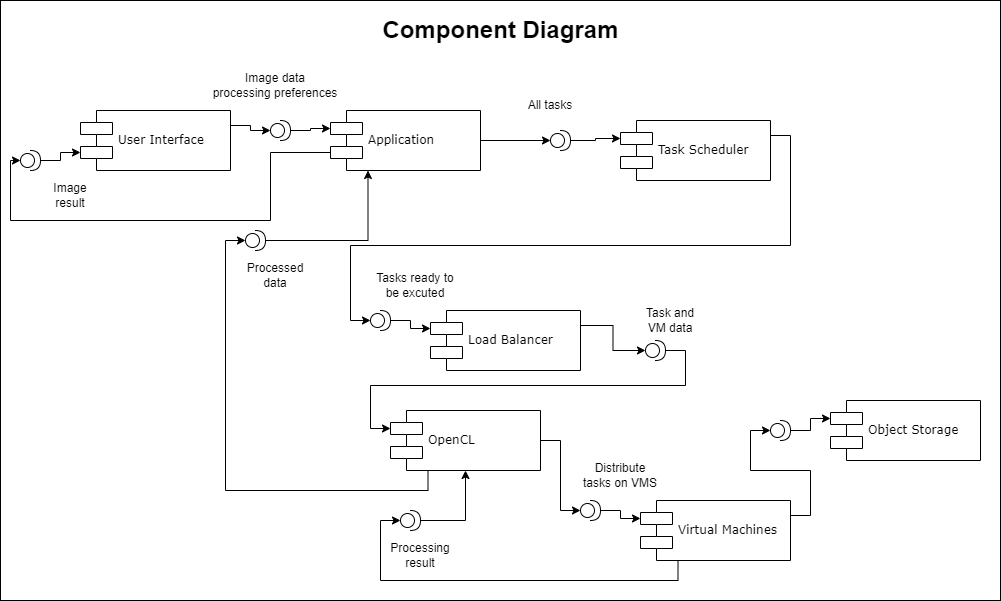 Component Diagram
Image data
processing preferences
All tasks
User Interface
Application
Task Scheduler
Image
result
Processed
data
Tasks ready to
be excuted
Task and
VM data
Load Balancer
OpenCL
Object Storage
Distribute
tasks on VMS
Virtual Machines
Processing
result